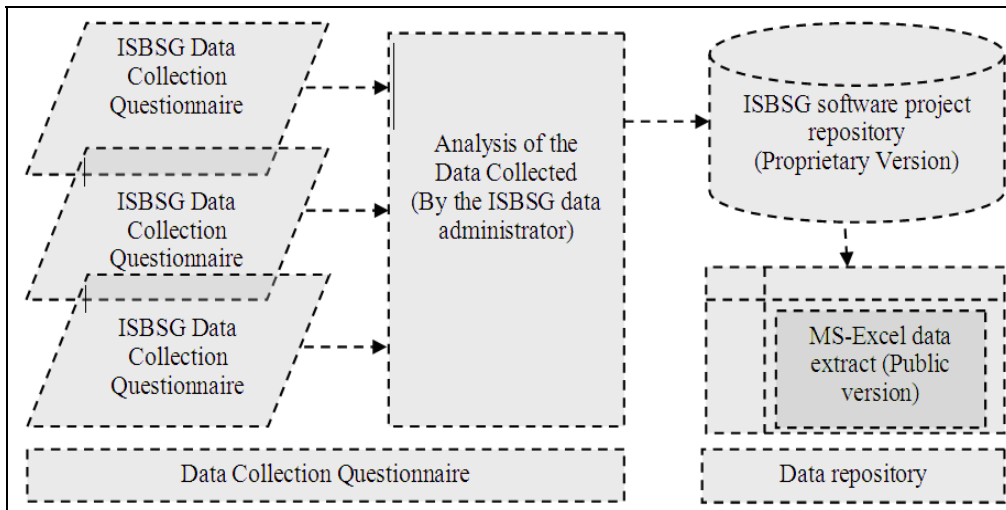 ISBSG Data
Collection
Questionnaire
ISBSG Data
Collection
Questionnaire
ISBSG Data
Collection
Questionnaire
Analysis of the
Data Collected
(By the ISBSG data
administrator)
ISBSG software project
repository
(Proprietary Version)
MS-Excel data
extract (Public
version)
Data Collection Questionnaire
Data repository